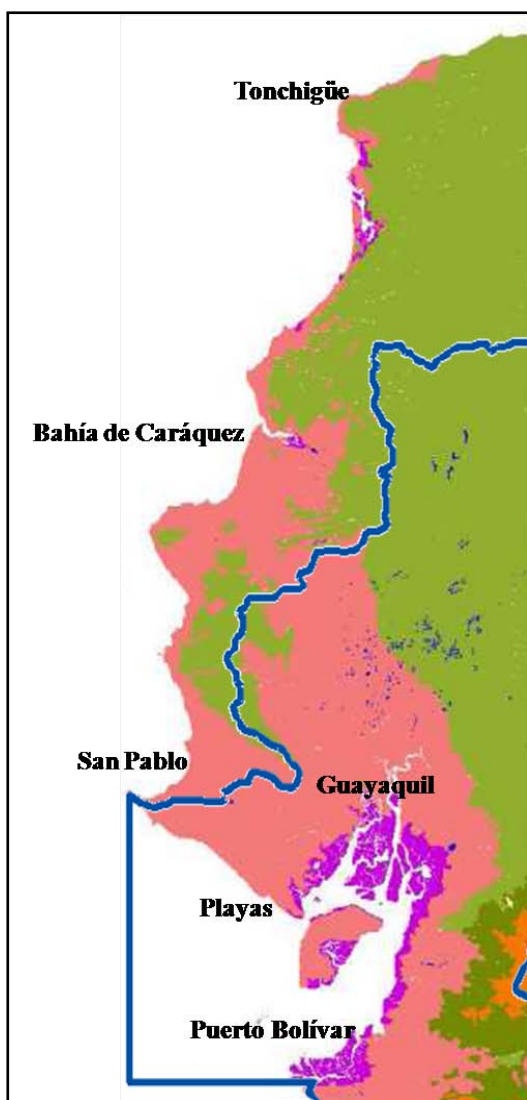 Tonchigüe
Bahía de Caráquez
San Pablo
Guayaquil
Playas
Puerto Bolívar